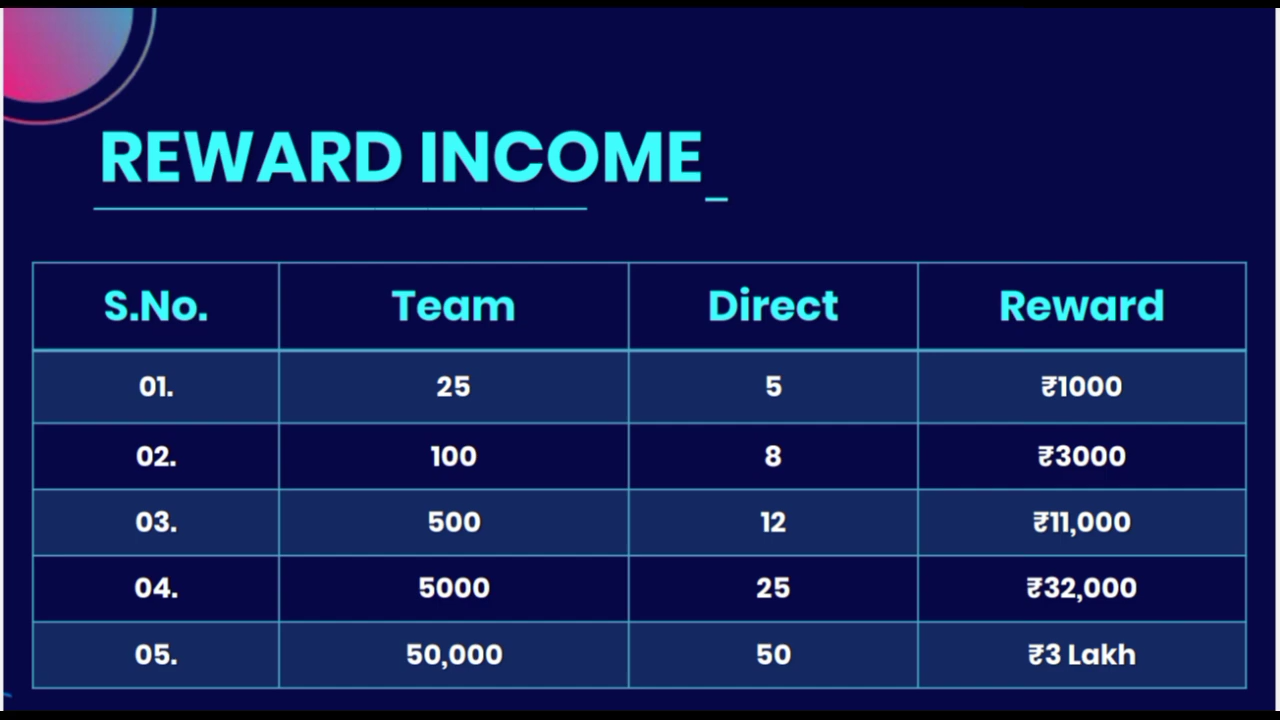 REWARD INCOME_
S.No. Team Direct Reward
01. 25 5 ₹1000
02. 100 8 ₹3000
03. 500 12 ₹11,000
04. 5000 25 ₹32,000
05. 50,000 50 ₹3 Lakh